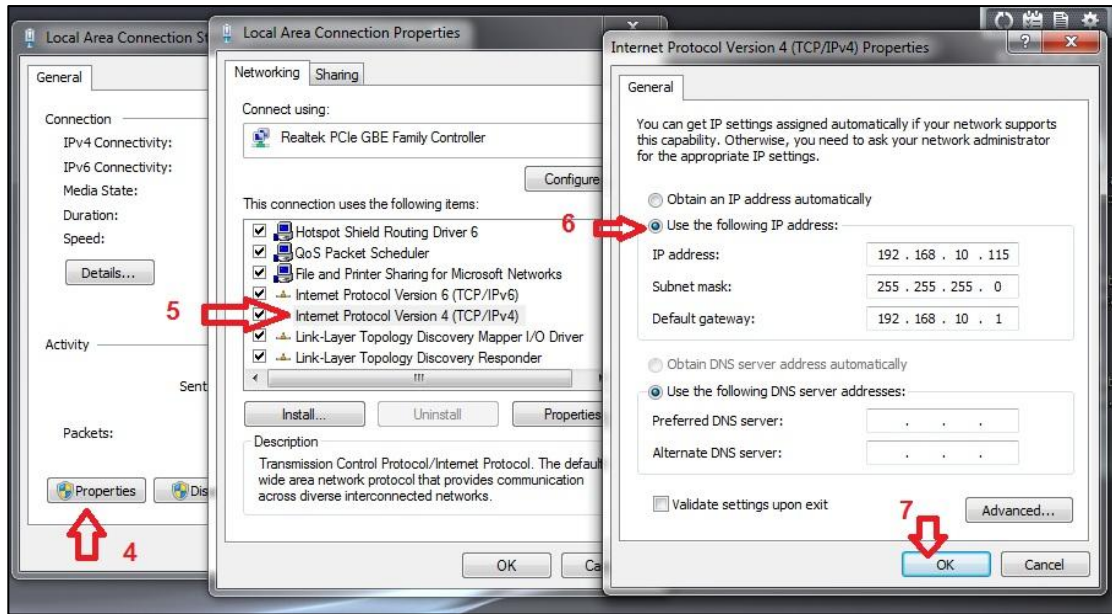 Local Area Connection St
General
Connection
IPv4 Connectivity:
IPv6 Connectivity:
Media State:
Duration:
Speed:
Details...
Activity
Sent
Packets:
Properties
Dis
4
Local Area Connection Properties
Networking
Sharing
Connect using:
Realtek PCIe GBE Family Controller
Configure
This connection uses the following items:
Hotspot Shield Routing Driver 6
QoS Packet Scheduler
File and Printer Sharing for Microsoft Networks
Internet Protocol Version 6 (TCP/IPv6)
5
Internet Protocol Version 4 (TCP/IPv4)
Link-Layer Topology Discovery Mapper I/O Driver
Link-Layer Topology Discovery Responder
Install...
Uninstall
Properties
Description
Transmission Control Protocol/Internet Protocol. The default
wide area network protocol that provides communication
across diverse interconnected networks.
OK
Ca
Internet Protocol Version 4 (TCP/IPv4) Properties
General
You can get IP settings assigned automatically if your network supports
this capability. Otherwise, you need to ask your network administrator
for the appropriate IP settings.
Obtain an IP address automatically
6
Use the following IP address:
IP address: 192 . 168 . 10 . 115
Subnet mask: 255 . 255 . 255 . 0
Default gateway: 192 . 168 . 10 . 1
Obtain DNS server address automatically
Use the following DNS server addresses:
Preferred DNS server: . . .
Alternate DNS server: . . .
Validate settings upon exit
Advanced...
7
OK
Cancel